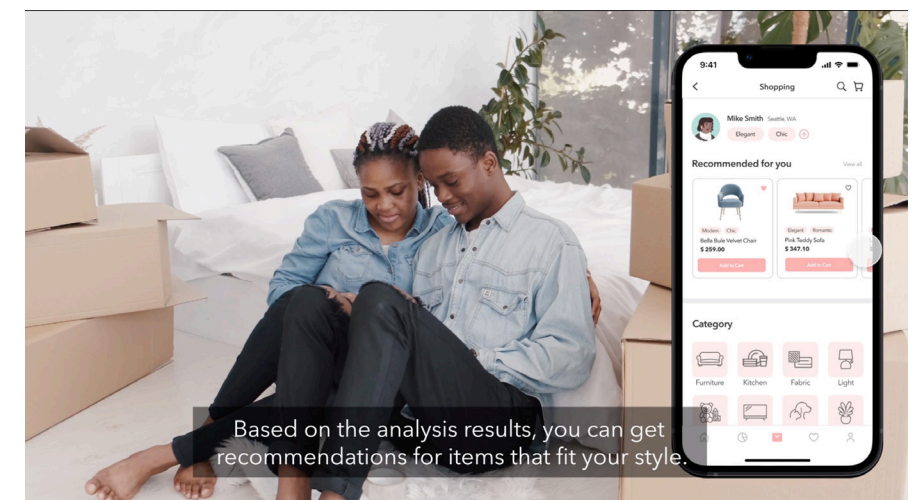 9:41
Shopping
Mike Smith Seattle, WA
Elegant Chic
Recommended for you View all
Modern Chic
Bella Bule Velvet Chair
$ 259.00
Add to Cart
Elegant Romantic
Pink Teddy Sofa
$ 347.10
Add to Cart
Category
Furniture Kitchen Fabric Light
Based on the analysis results, you can get
recommendations for items that fit your style.